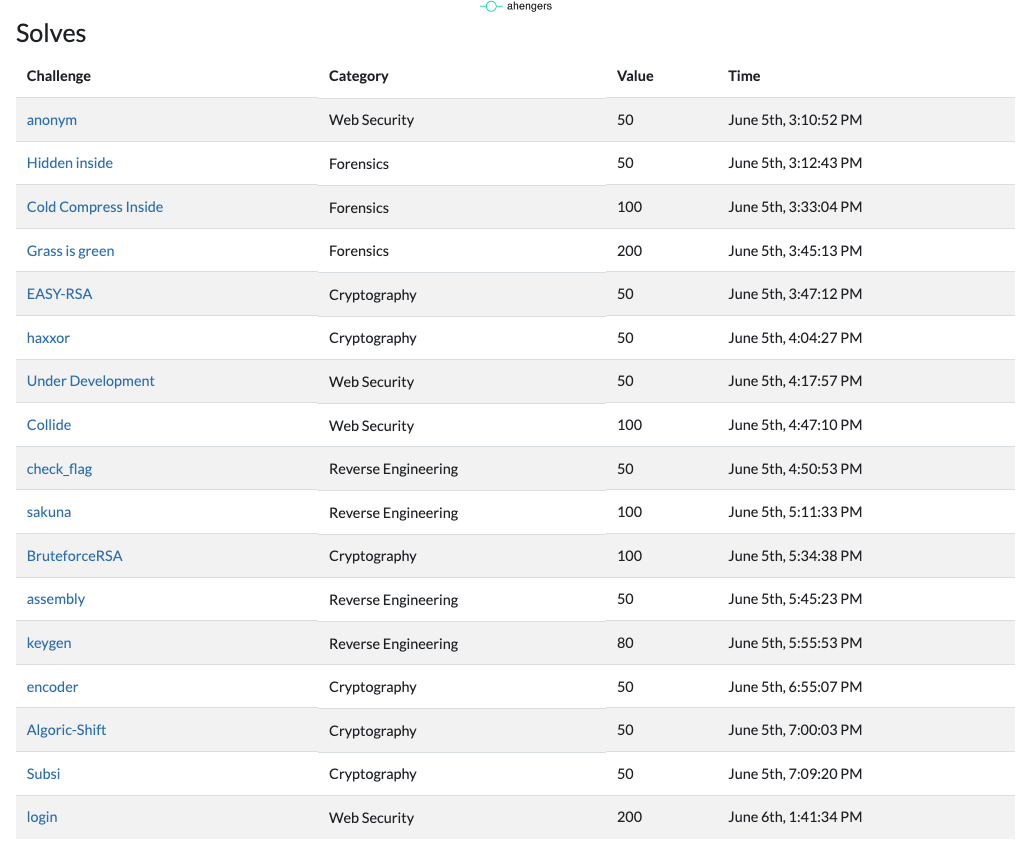 ahengers
Solves
Challenge Category Value Time
anonym Web Security 50 June 5th, 3:10:52 PM
Hidden inside Forensics 50 June 5th, 3:12:43 PM
Cold Compress Inside Forensics 100 June 5th, 3:33:04 PM
Grass is green Forensics 200 June 5th, 3:45:13 PM
EASY-RSA Cryptography 50 June 5th, 3:47:12 PM
haxxor Cryptography 50 June 5th, 4:04:27 PM
Under Development Web Security 50 June 5th, 4:17:57 PM
Collide Web Security 100 June 5th, 4:47:10 PM
check_flag Reverse Engineering 50 June 5th, 4:50:53 PM
sakuna Reverse Engineering 100 June 5th, 5:11:33 PM
BruteforceRSA Cryptography 100 June 5th, 5:34:38 PM
assembly Reverse Engineering 50 June 5th, 5:45:23 PM
keygen Reverse Engineering 80 June 5th, 5:55:53 PM
encoder Cryptography 50 June 5th, 6:55:07 PM
Algoric-Shift Cryptography 50 June 5th, 7:00:03 PM
Subsi Cryptography 50 June 5th, 7:09:20 PM
login Web Security 200 June 6th, 1:41:34 PM